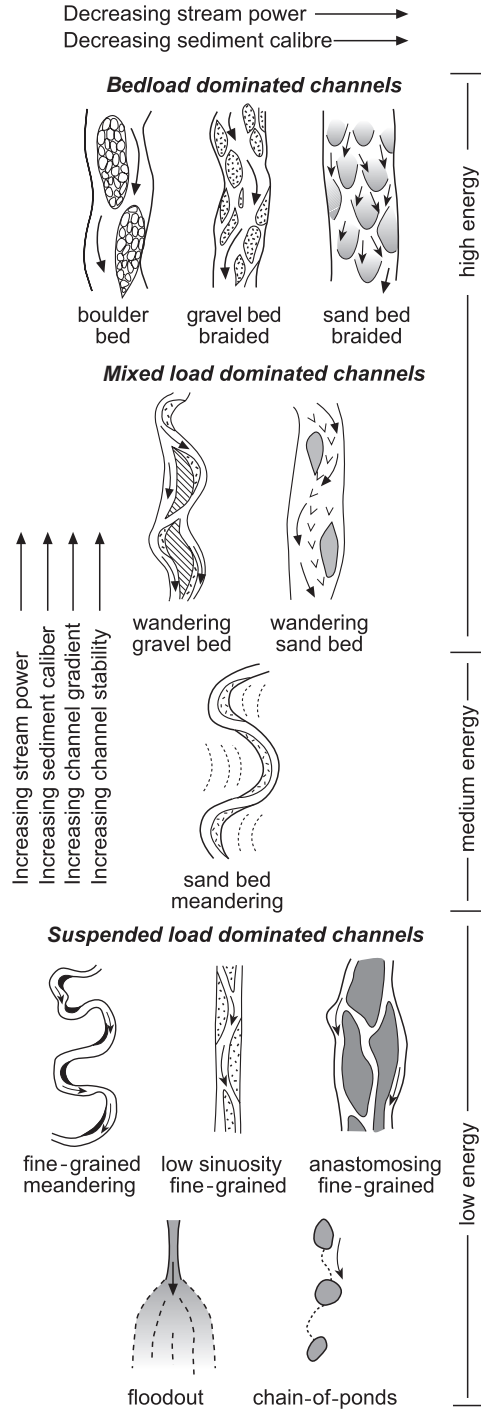 Decreasing stream power
Decreasing sediment calibre
Bedload dominated channels
boulder
bed
gravel bed
braided
sand bed
braided
high energy
Mixed load dominated channels
wandering
gravel bed
wandering
sand bed
Increasing stream power
Increasing sediment caliber
Increasing channel gradient
Increasing channel stability
sand bed
meandering
medium energy
Suspended load dominated channels
fine-grained
meandering
low sinuosity
fine-grained
anastomosing
fine-grained
low energy
floodout
chain-of-ponds